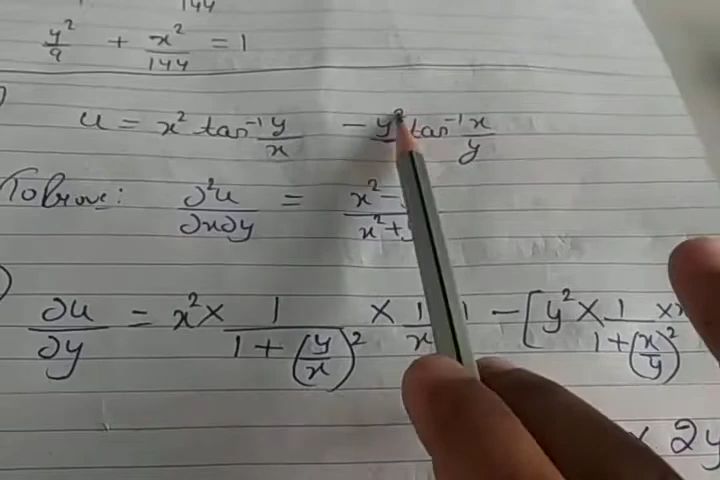 144
y²/9 + x²/144 = 1
u = x² tan⁻¹ y/x - y² tan⁻¹ x/y
To Prove: ∂²u/∂x∂y = x² - / x² +
∂u/∂y = x² × 1/(1 + (y/x)²) × 1/x - [y² × 1/(1 + (x/y)²) ×
× 2y